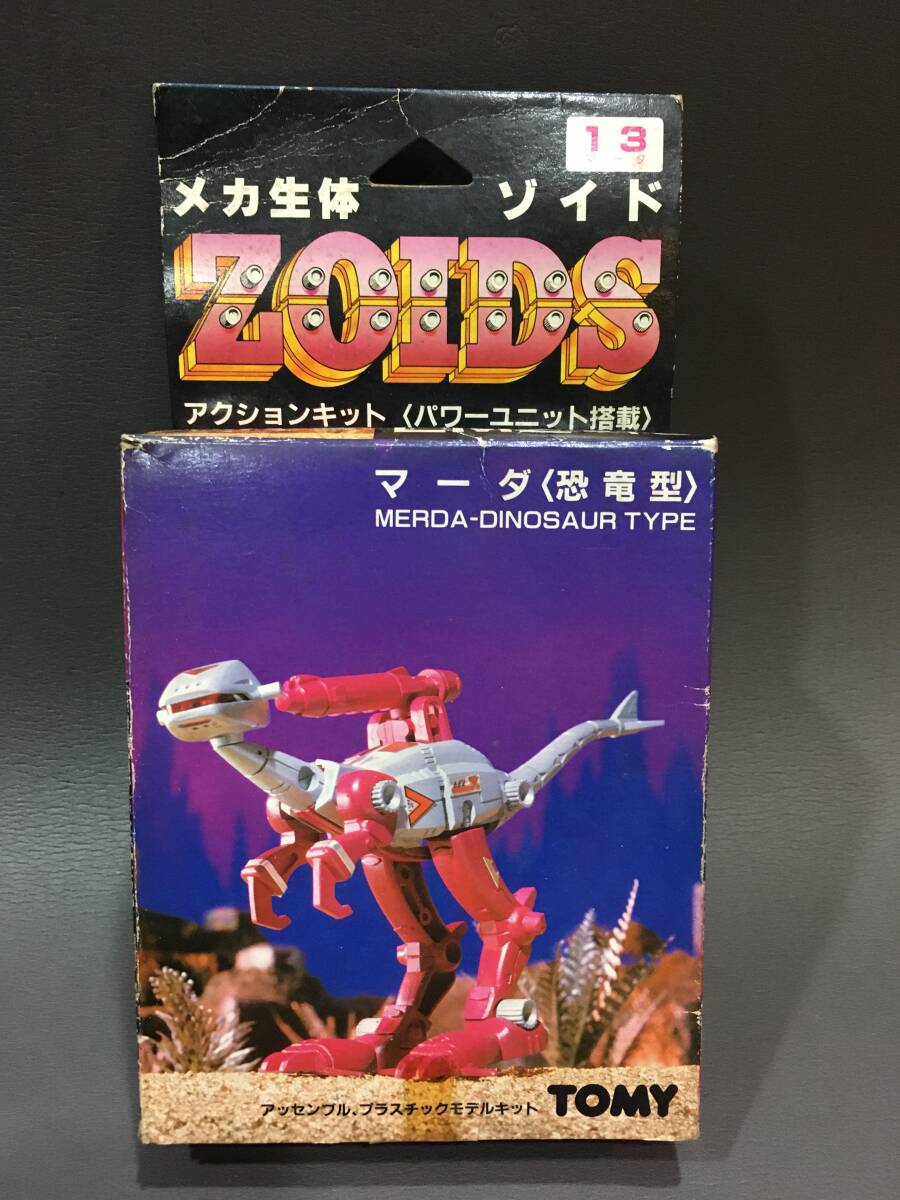 13
マーダ
メカ生体 ゾイド
ZOIDS
アクションキット〈パワーユニット搭載〉
マーダ〈恐竜型〉
MERDA-DINOSAUR TYPE
アッセンブル、プラスチックモデルキット TOMY